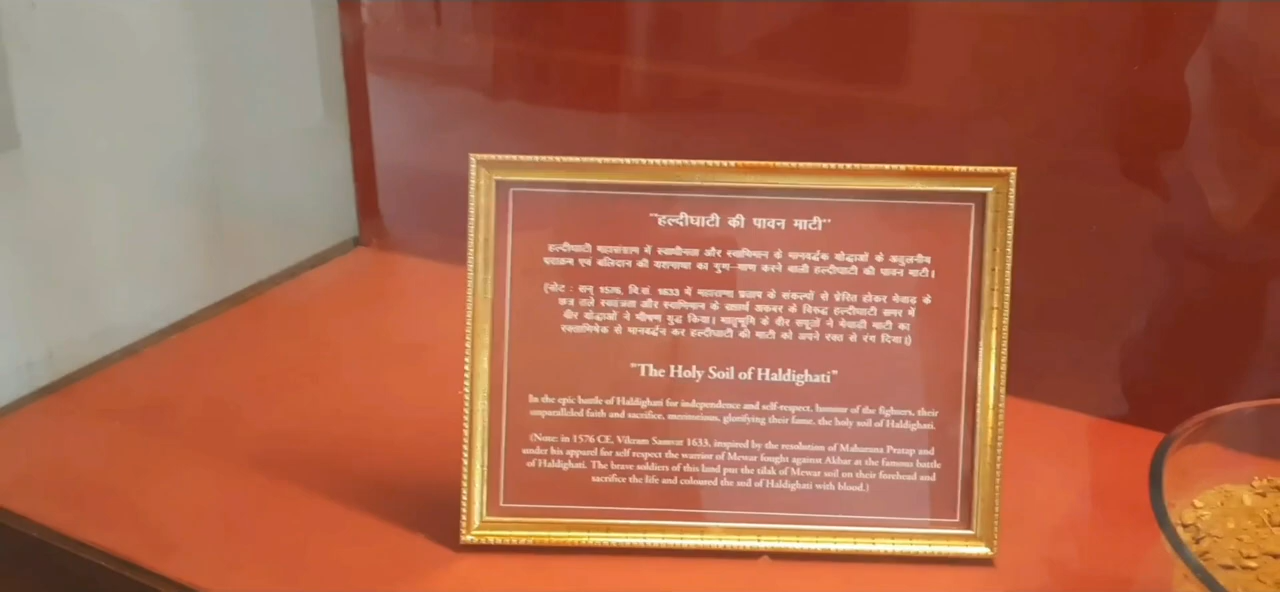 "हल्दीघाटी की पावन माटी"
हल्दीघाटी महासंग्राम में स्वाधीनता और स्वाभिमान के मानवर्द्धक योद्धाओं के अतुलनीय
पराक्रम एवं बलिदान की यशगाथा का युग-गान करने वाली हल्दीघाटी की पावन माटी।
(नोट : सन् 1576, वि.सं. 1633 में महाराणा प्रताप के संकल्पों से प्रेरित होकर मेवाड़ के
छत्र तले स्वतंत्रता और स्वाभिमान के रक्षार्थ अकबर के विरुद्ध हल्दीघाटी समर में
वीर योद्धाओं ने भीषण युद्ध किया। मातृभूमि के वीर सपूतों ने मेवाड़ी माटी का
रक्ताभिषेक से मानवर्द्धन कर हल्दीघाटी की माटी को अपने रक्त से रंग दिया।)
"The Holy Soil of Haldighati"
In the epic battle of Haldighati for independence and self-respect, honour of the fighters, their
unparalleled faith and sacrifice, meritorious, glorifying their fame, the holy soil of Haldighati.
(Note: in 1576 CE, Vikram Samvat 1633, inspired by the resolution of Maharana Pratap and
under his apparel for self respect the warrior of Mewar fought against Akbar at the famous battle
of Haldighati. The brave soldiers of this land put the tilak of Mewar soil on their forehead and
sacrifice the life and coloured the soil of Haldighati with blood.)